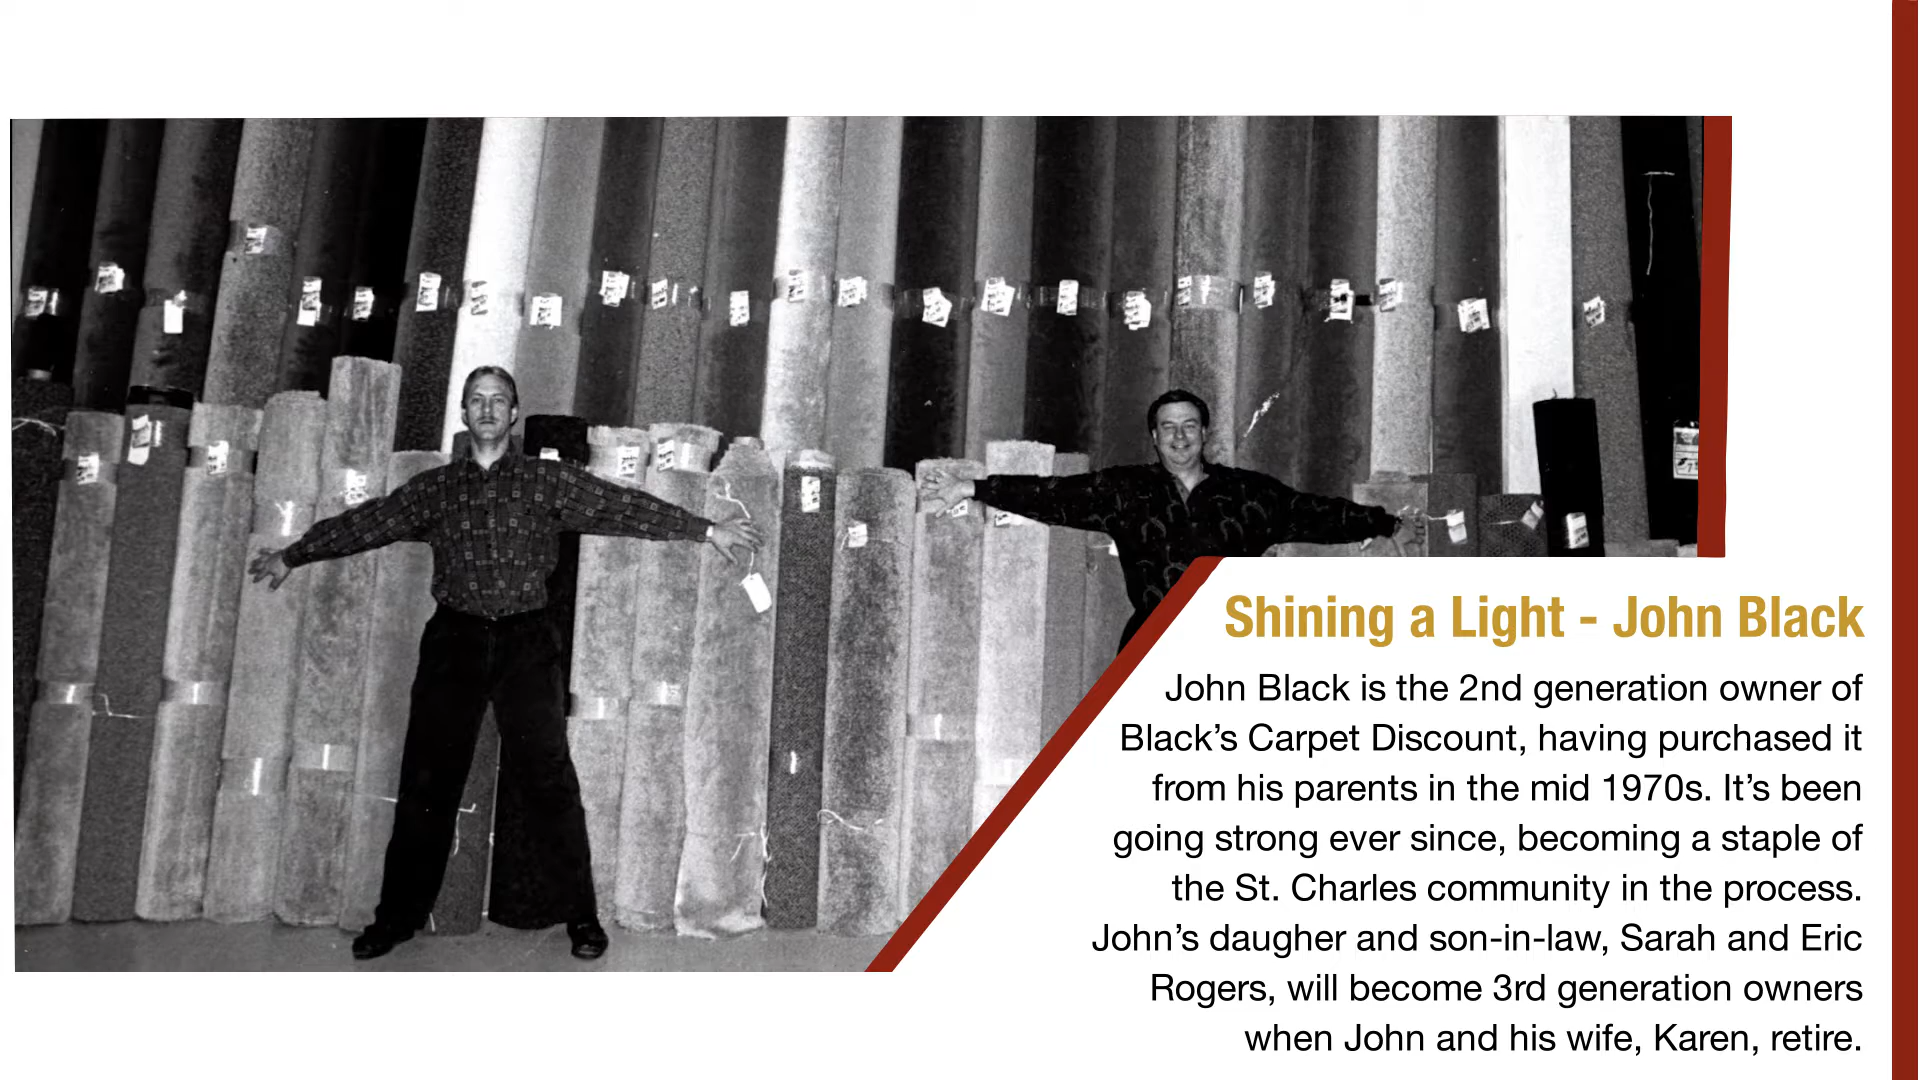 Shining a Light - John Black
John Black is the 2nd generation owner of
Black’s Carpet Discount, having purchased it
from his parents in the mid 1970s. It’s been
going strong ever since, becoming a staple of
the St. Charles community in the process.
John’s daugher and son-in-law, Sarah and Eric
Rogers, will become 3rd generation owners
when John and his wife, Karen, retire.